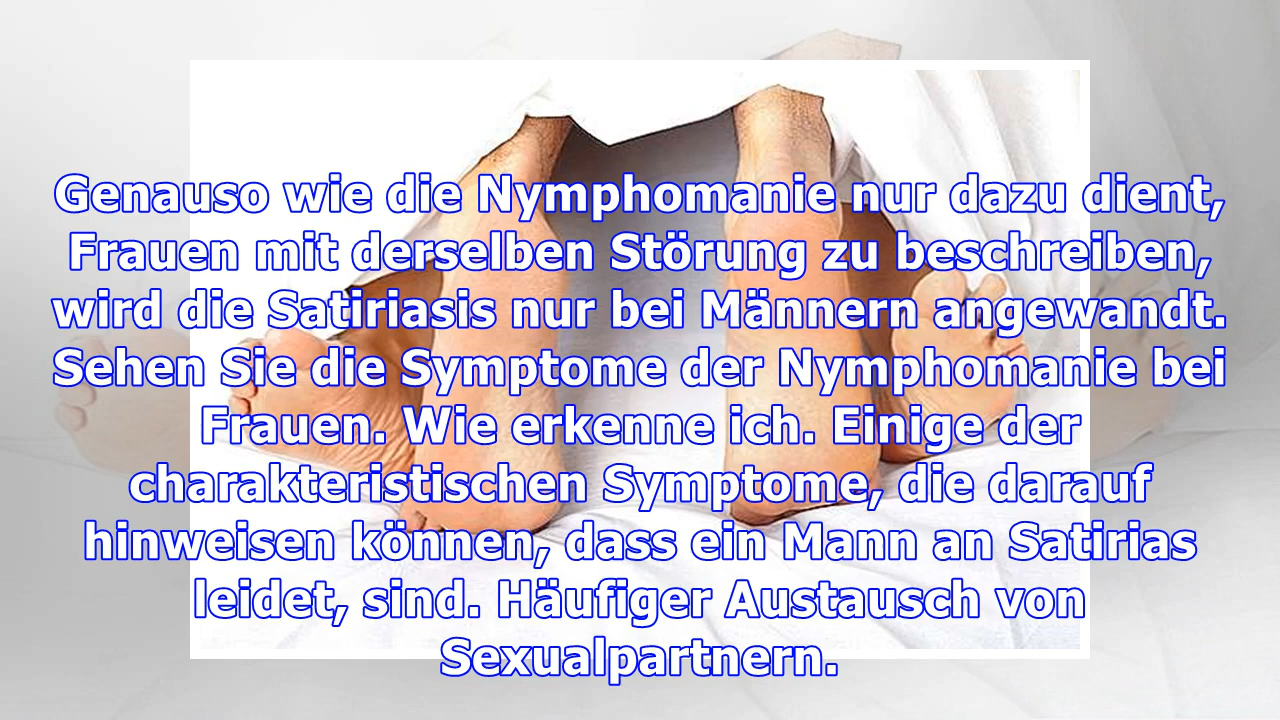 Genauso wie die Nymphomanie nur dazu dient,
Frauen mit derselben Störung zu beschreiben,
wird die Satiriasis nur bei Männern angewandt.
Sehen Sie die Symptome der Nymphomanie bei
Frauen. Wie erkenne ich. Einige der
charakteristischen Symptome, die darauf
hinweisen können, dass ein Mann an Satirias
leidet, sind. Häufiger Austausch von
Sexualpartnern.